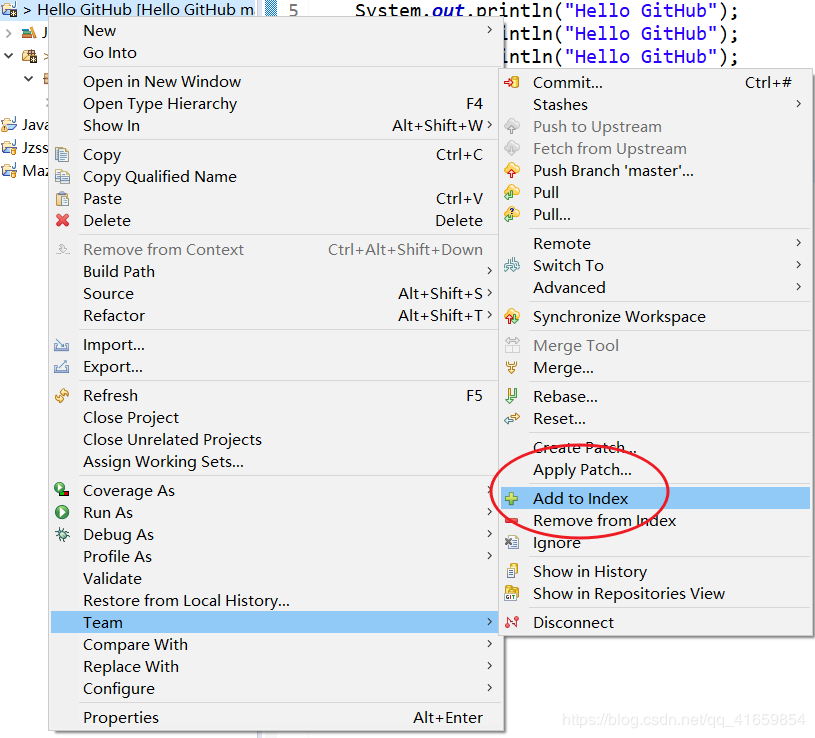 > Hello GitHub [Hello GitHub m
5 System.out.println("Hello GitHub");
ntln("Hello GitHub");
ntln("Hello GitHub");
Java
Jzss
Maz
New
Go Into
Open in New Window
Open Type Hierarchy F4
Show In Alt+Shift+W >
Copy Ctrl+C
Copy Qualified Name
Paste Ctrl+V
Delete Delete
Remove from Context Ctrl+Alt+Shift+Down
Build Path
Source Alt+Shift+S >
Refactor Alt+Shift+T >
Import...
Export...
Refresh F5
Close Project
Close Unrelated Projects
Assign Working Sets...
Coverage As
Run As
Debug As
Profile As
Validate
Restore from Local History...
Team
Compare With
Replace With
Configure
Properties Alt+Enter
Commit... Ctrl+#
Stashes
Push to Upstream
Fetch from Upstream
Push Branch 'master'...
Pull
Pull...
Remote
Switch To
Advanced
Synchronize Workspace
Merge Tool
Merge...
Rebase...
Reset...
Create Patch...
Apply Patch...
Add to Index
Remove from Index
Ignore
Show in History
GIT Show in Repositories View
Disconnect
https://blog.csdn.net/qq_41659854